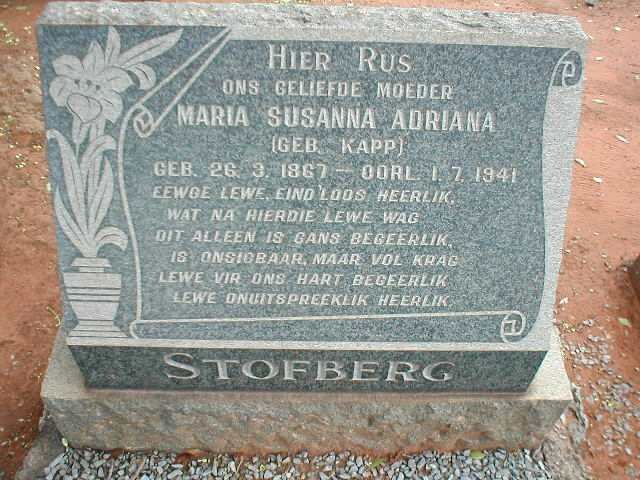 HIER RUS
ONS GELIEFDE MOEDER
MARIA SUSANNA ADRIANA
(GEB. KAPP)
GEB. 26. 3. 1867 — OORL. 1. 7. 1941
EEWGE LEWE, EIND'LOOS HEERLIK,
WAT NA HIERDIE LEWE WAG
DIT ALLEEN IS GANS BEGEERLIK,
IS ONSIGBAAR, MAAR VOL KRAG
LEWE VIR ONS HART BEGEERLIK
LEWE ONUITSPREEKLIK HEERLIK.
STOFBERG